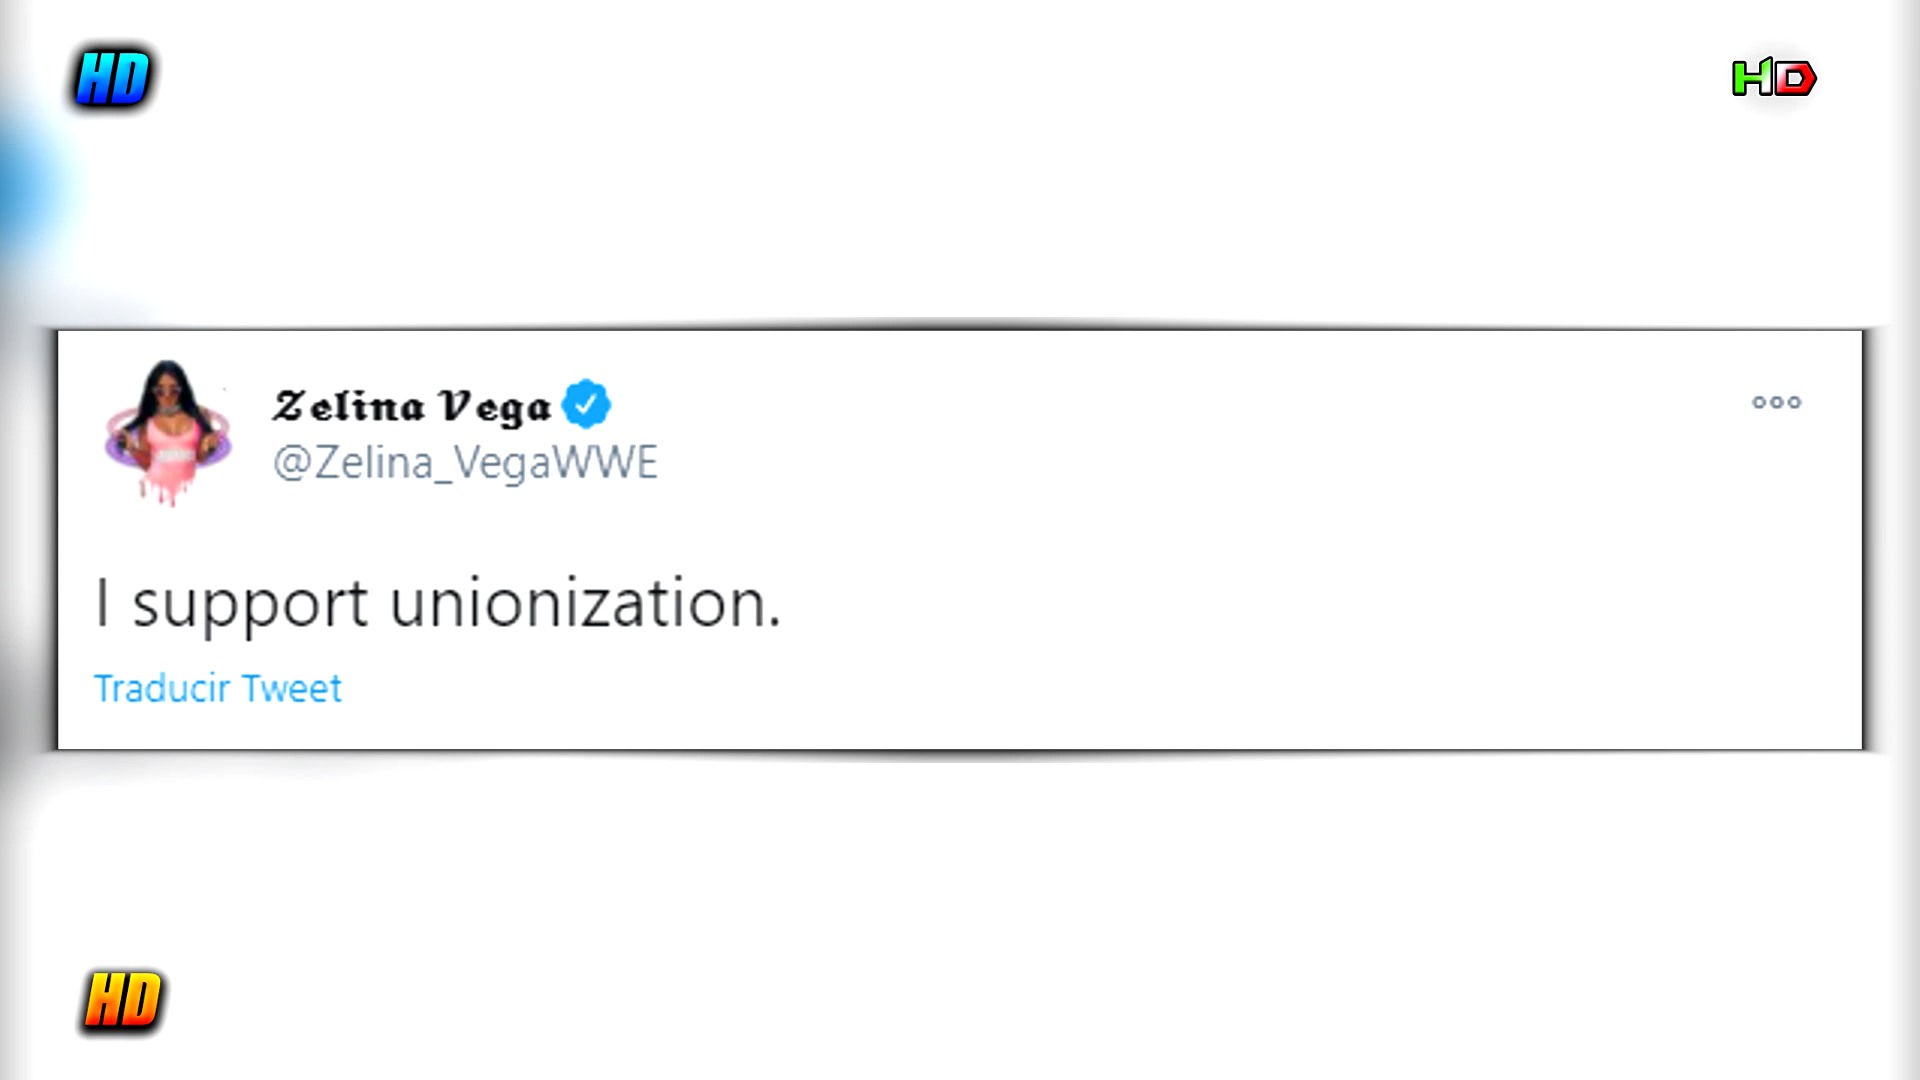 HD
HD
Zelina Vega
@Zelina_VegaWWE
I support unionization.
Traducir Tweet
HD